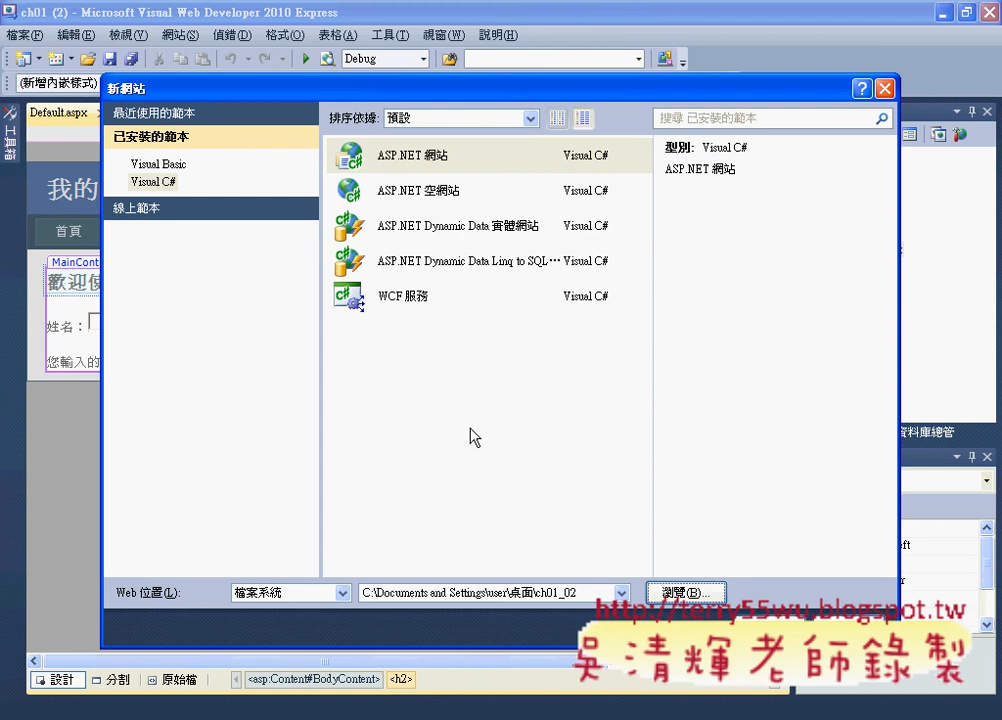 ch01 (2) - Microsoft Visual Web Developer 2010 Express
檔案(F) 編輯(E) 檢視(V) 網站(S) 偵錯(D) 格式(O) 表格(A) 工具(T) 視窗(W) 說明(H)
Debug
(新增內嵌樣式)
新網站
工具箱
Default.aspx
最近使用的範本
已安裝的範本
Visual Basic
Visual C#
線上範本
排序依據: 預設
搜尋 已安裝的範本
ASP.NET 網站 Visual C#
ASP.NET 空網站 Visual C#
ASP.NET Dynamic Data 實體網站 Visual C#
ASP.NET Dynamic Data Linq to SQL… Visual C#
WCF 服務 Visual C#
型別: Visual C#
ASP.NET 網站
我的
首頁
MainCont
歡迎使
姓名：
您輸入的
資料庫總管
Web 位置(L): 檔案系統 C:\Documents and Settings\user\桌面\ch01_02 瀏覽(B)...
http://terry55wu.blogspot.tw
吳清輝老師錄製
設計 分割 原始檔 <asp:Content#BodyContent> <h2>